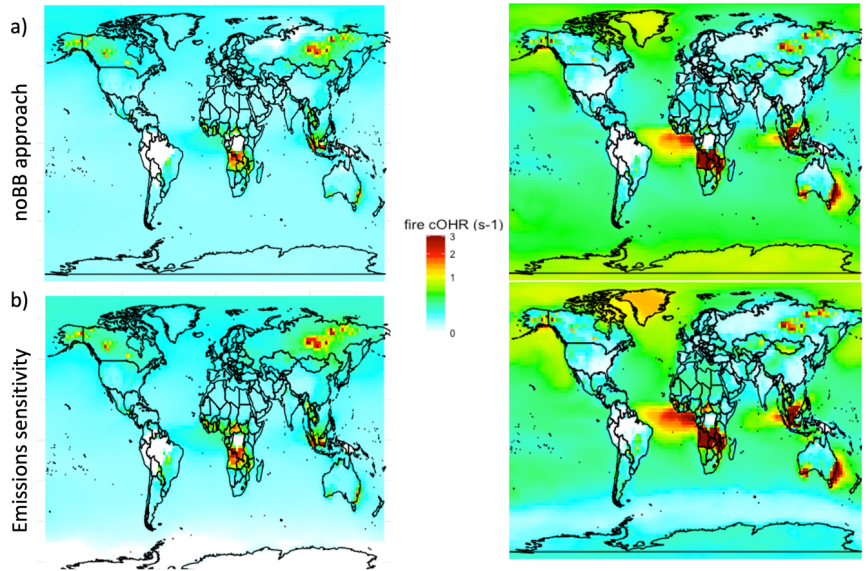 a)
noBB approach
fire cOHR (s-1)
3
2
1
0
b)
Emissions sensitivity